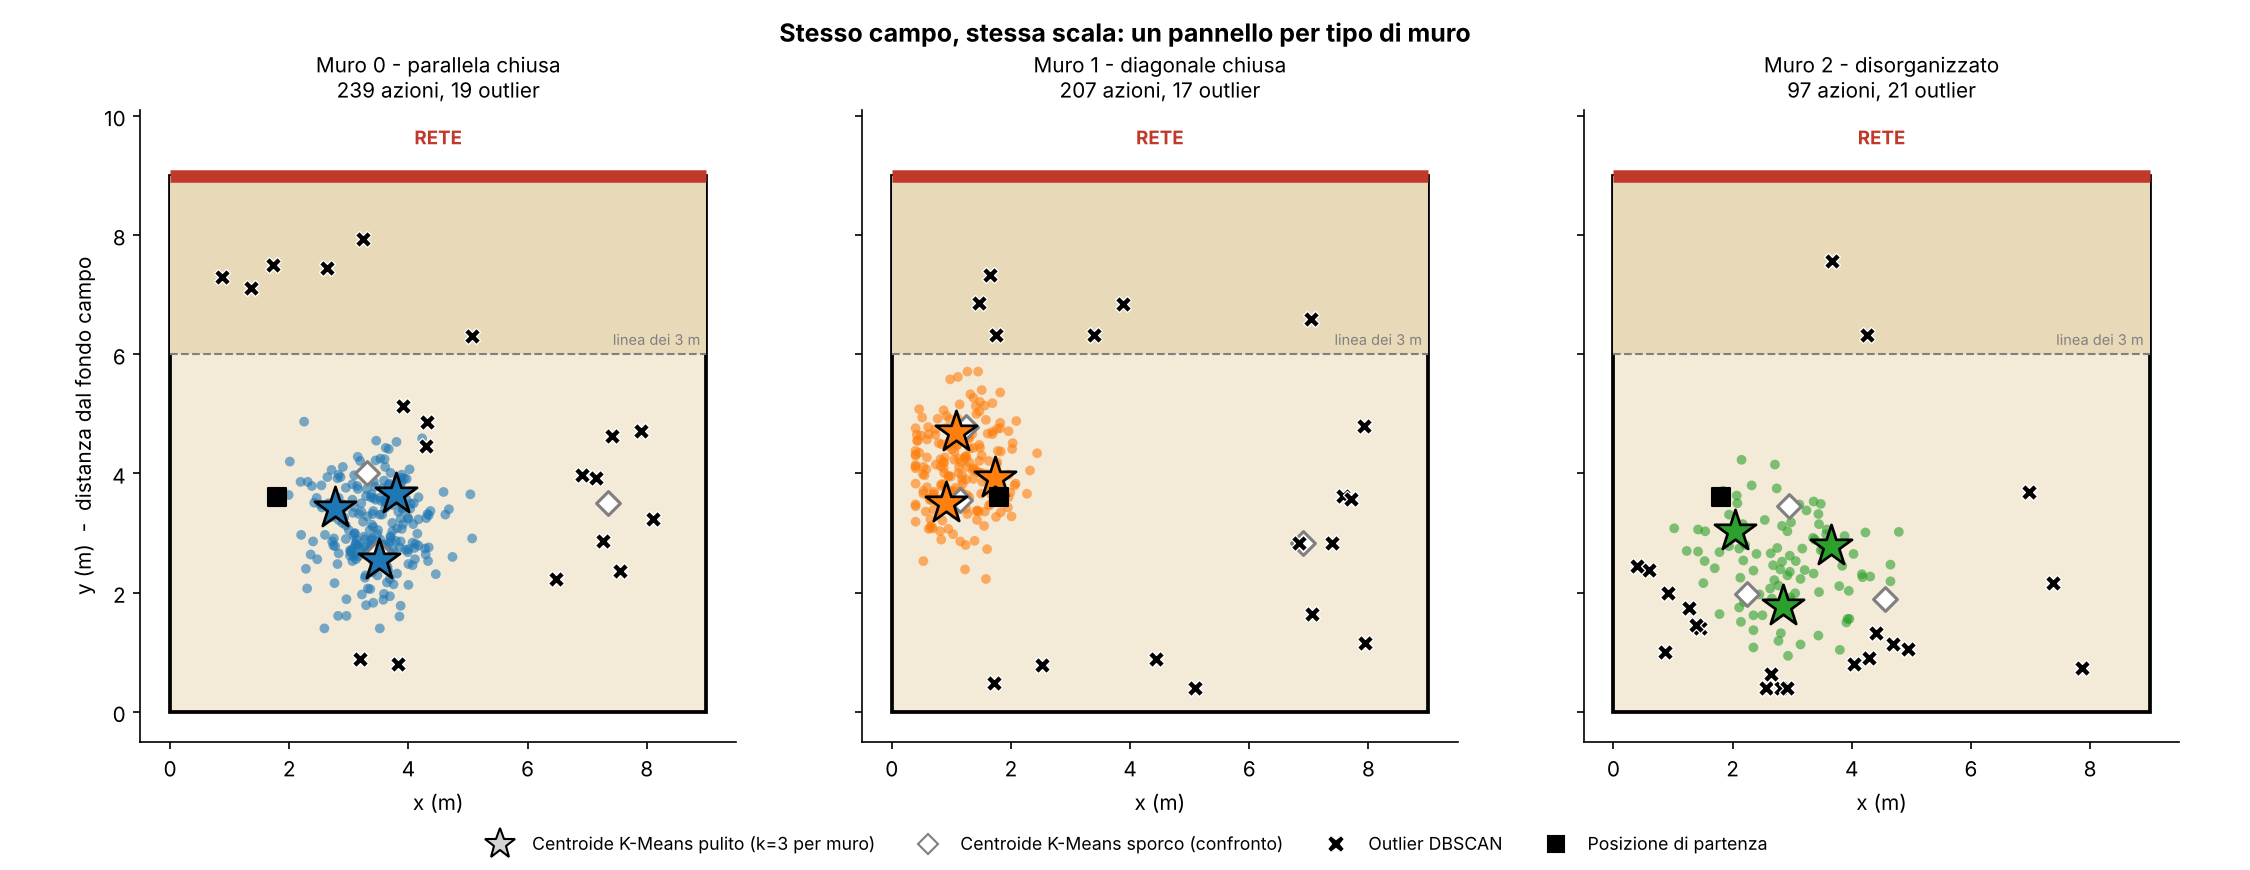 Stesso campo, stessa scala: un pannello per tipo di muro
Muro 0 - parallela chiusa
239 azioni, 19 outlier
Muro 1 - diagonale chiusa
207 azioni, 17 outlier
Muro 2 - disorganizzato
97 azioni, 21 outlier
RETE
RETE
RETE
linea dei 3 m
linea dei 3 m
linea dei 3 m
y (m) - distanza dal fondo campo
10
8
6
4
2
0
0 2 4 6 8
0 2 4 6 8
0 2 4 6 8
x (m)
x (m)
x (m)
Centroide K-Means pulito (k=3 per muro)
Centroide K-Means sporco (confronto)
Outlier DBSCAN
Posizione di partenza